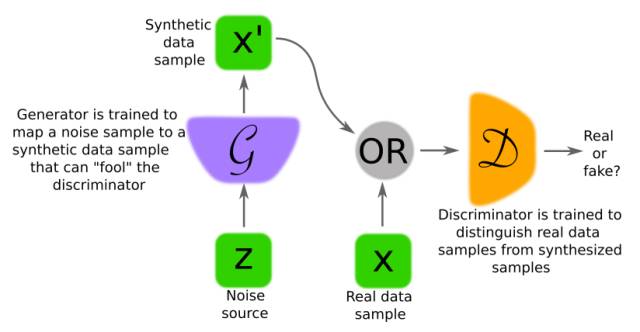 Synthetic
data
sample
x'
Generator is trained to
map a noise sample to a
synthetic data sample
that can "fool" the
discriminator
G
OR
D
Real
or
fake?
Discriminator is trained to
distinguish real data
samples from synthesized
samples
z
x
Noise
source
Real data
sample